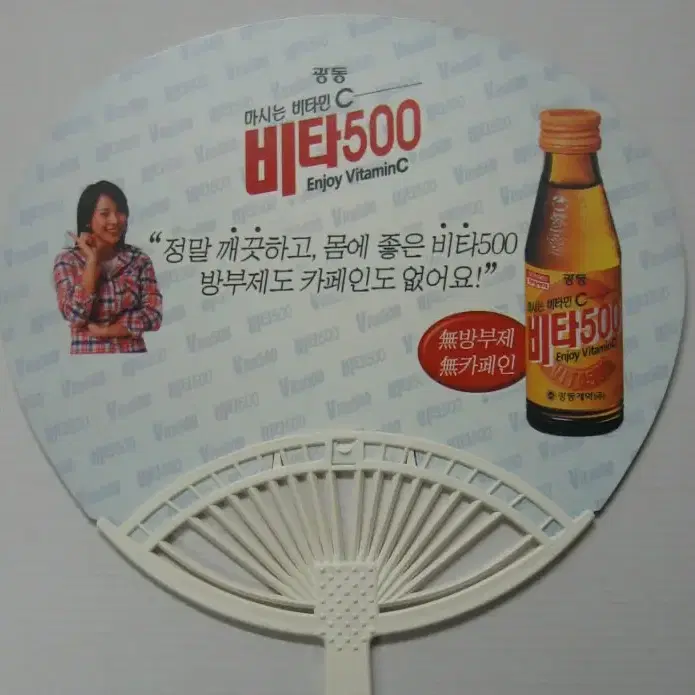 광동
마시는 비타민 C
비타500
Enjoy VitaminC
“정말 깨끗하고, 몸에 좋은 비타500
방부제도 카페인도 없어요!”
無방부제
無카페인
광동
마시는 비타민 C
비타500
Enjoy VitaminC
광동제약(주)